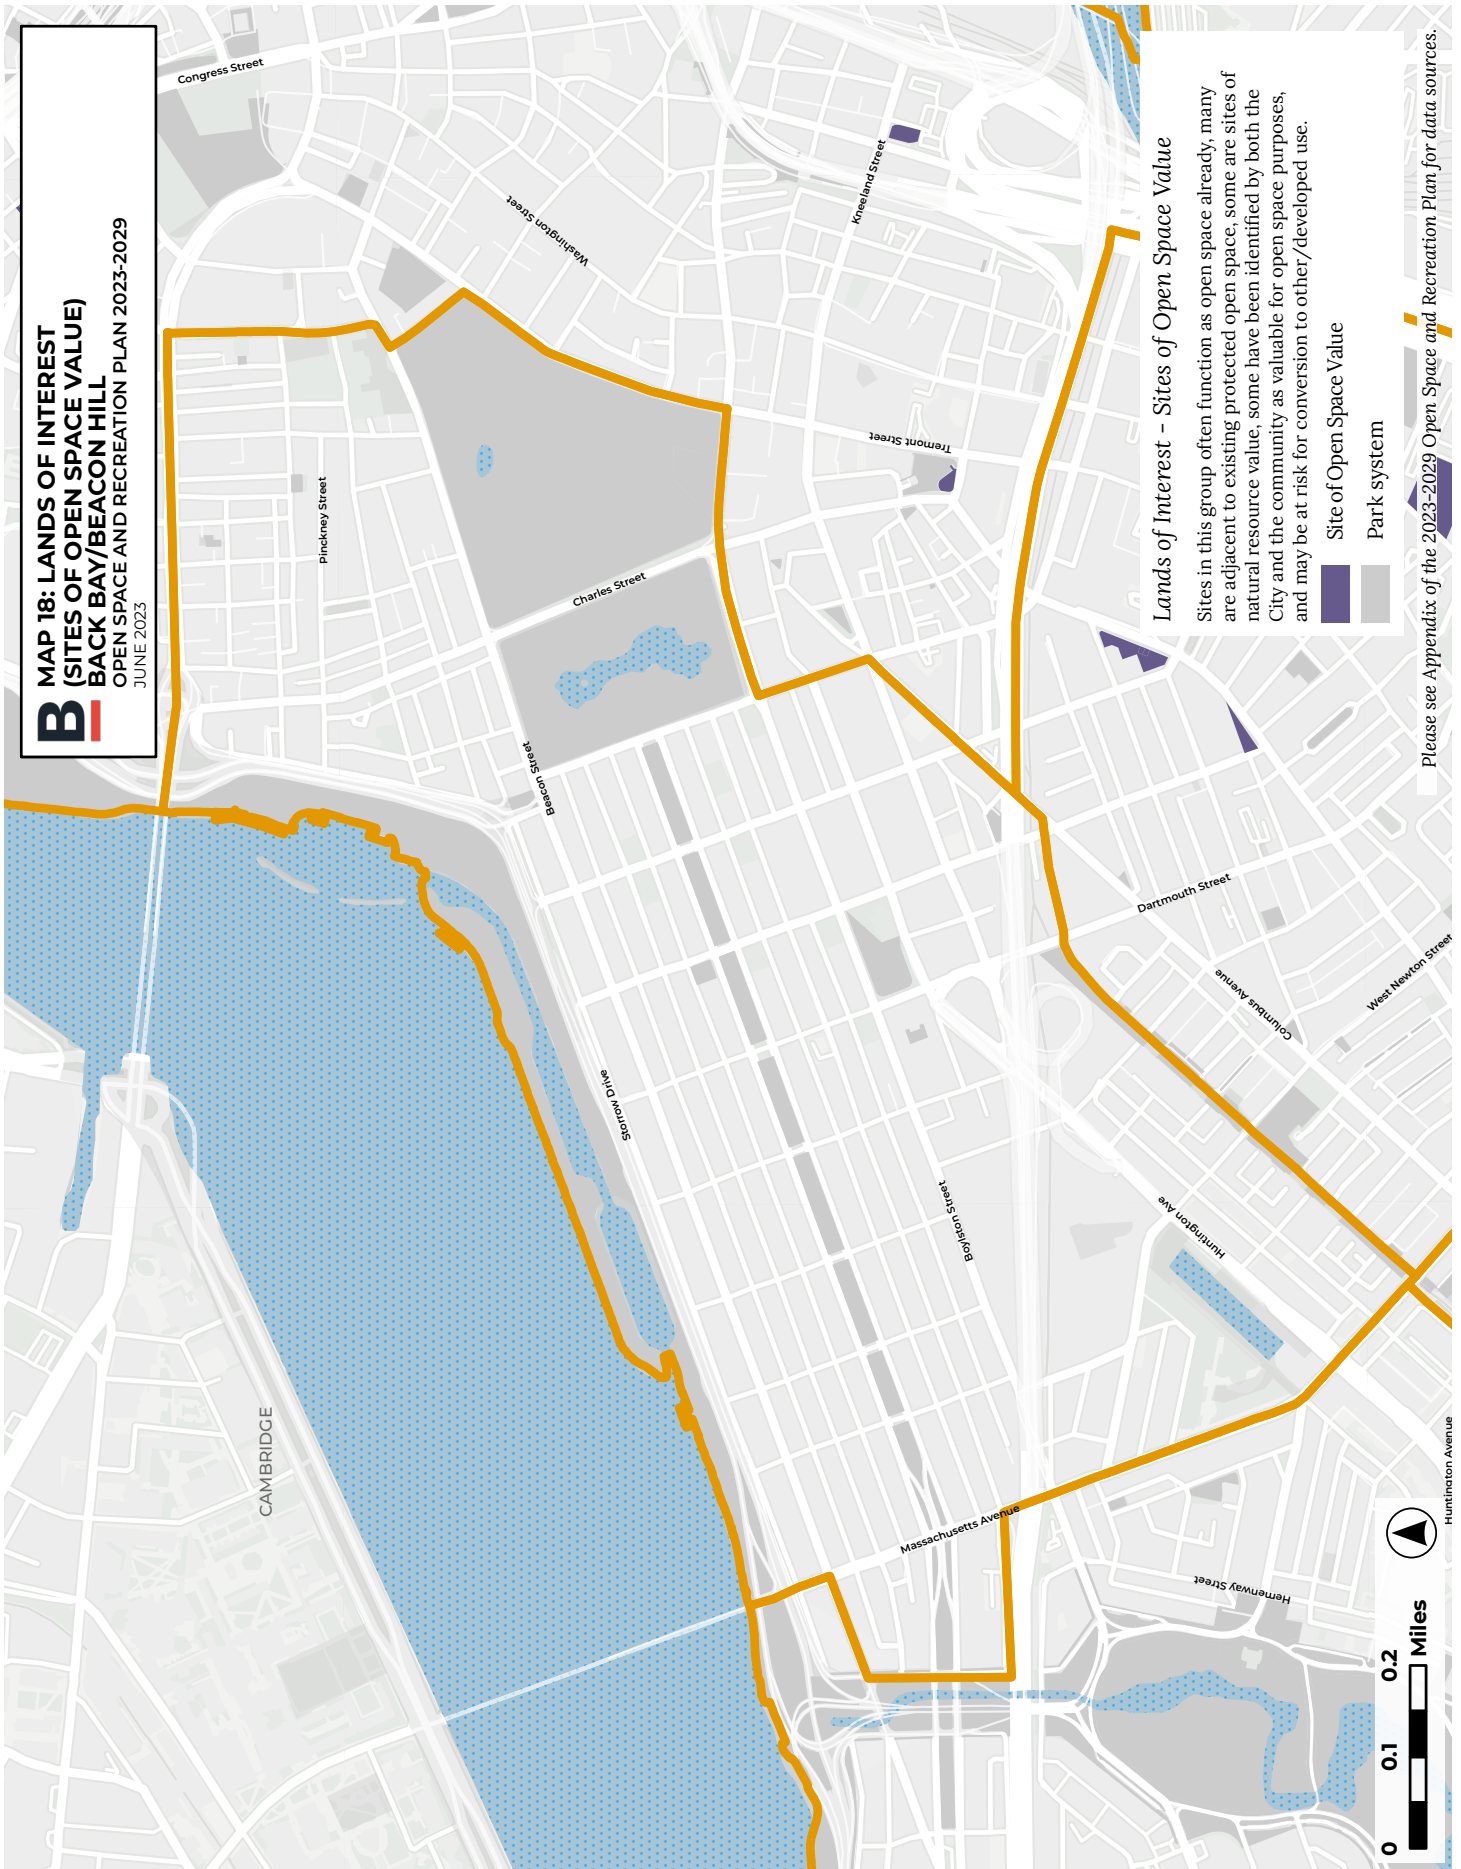 B
MAP 18: LANDS OF INTEREST
(SITES OF OPEN SPACE VALUE)
BACK BAY/BEACON HILL
OPEN SPACE AND RECREATION PLAN 2023-2029
JUNE 2023
Congress Street
Washington Street
Kneeland Street
Tremont Street
Pinckney Street
Charles Street
Beacon Street
Storrow Drive
Boylston Street
Dartmouth Street
Columbus Avenue
West Newton Street
Huntington Ave
Massachusetts Avenue
Hemenway Street
Huntington Avenue
CAMBRIDGE
Lands of Interest - Sites of Open Space Value
Sites in this group often function as open space already, many
are adjacent to existing protected open space, some are sites of
natural resource value, some have been identified by both the
City and the community as valuable for open space purposes,
and may be at risk for conversion to other/developed use.
Site of Open Space Value
Park system
Please see Appendix of the 2023-2029 Open Space and Recreation Plan for data sources.
0 0.1 0.2
Miles